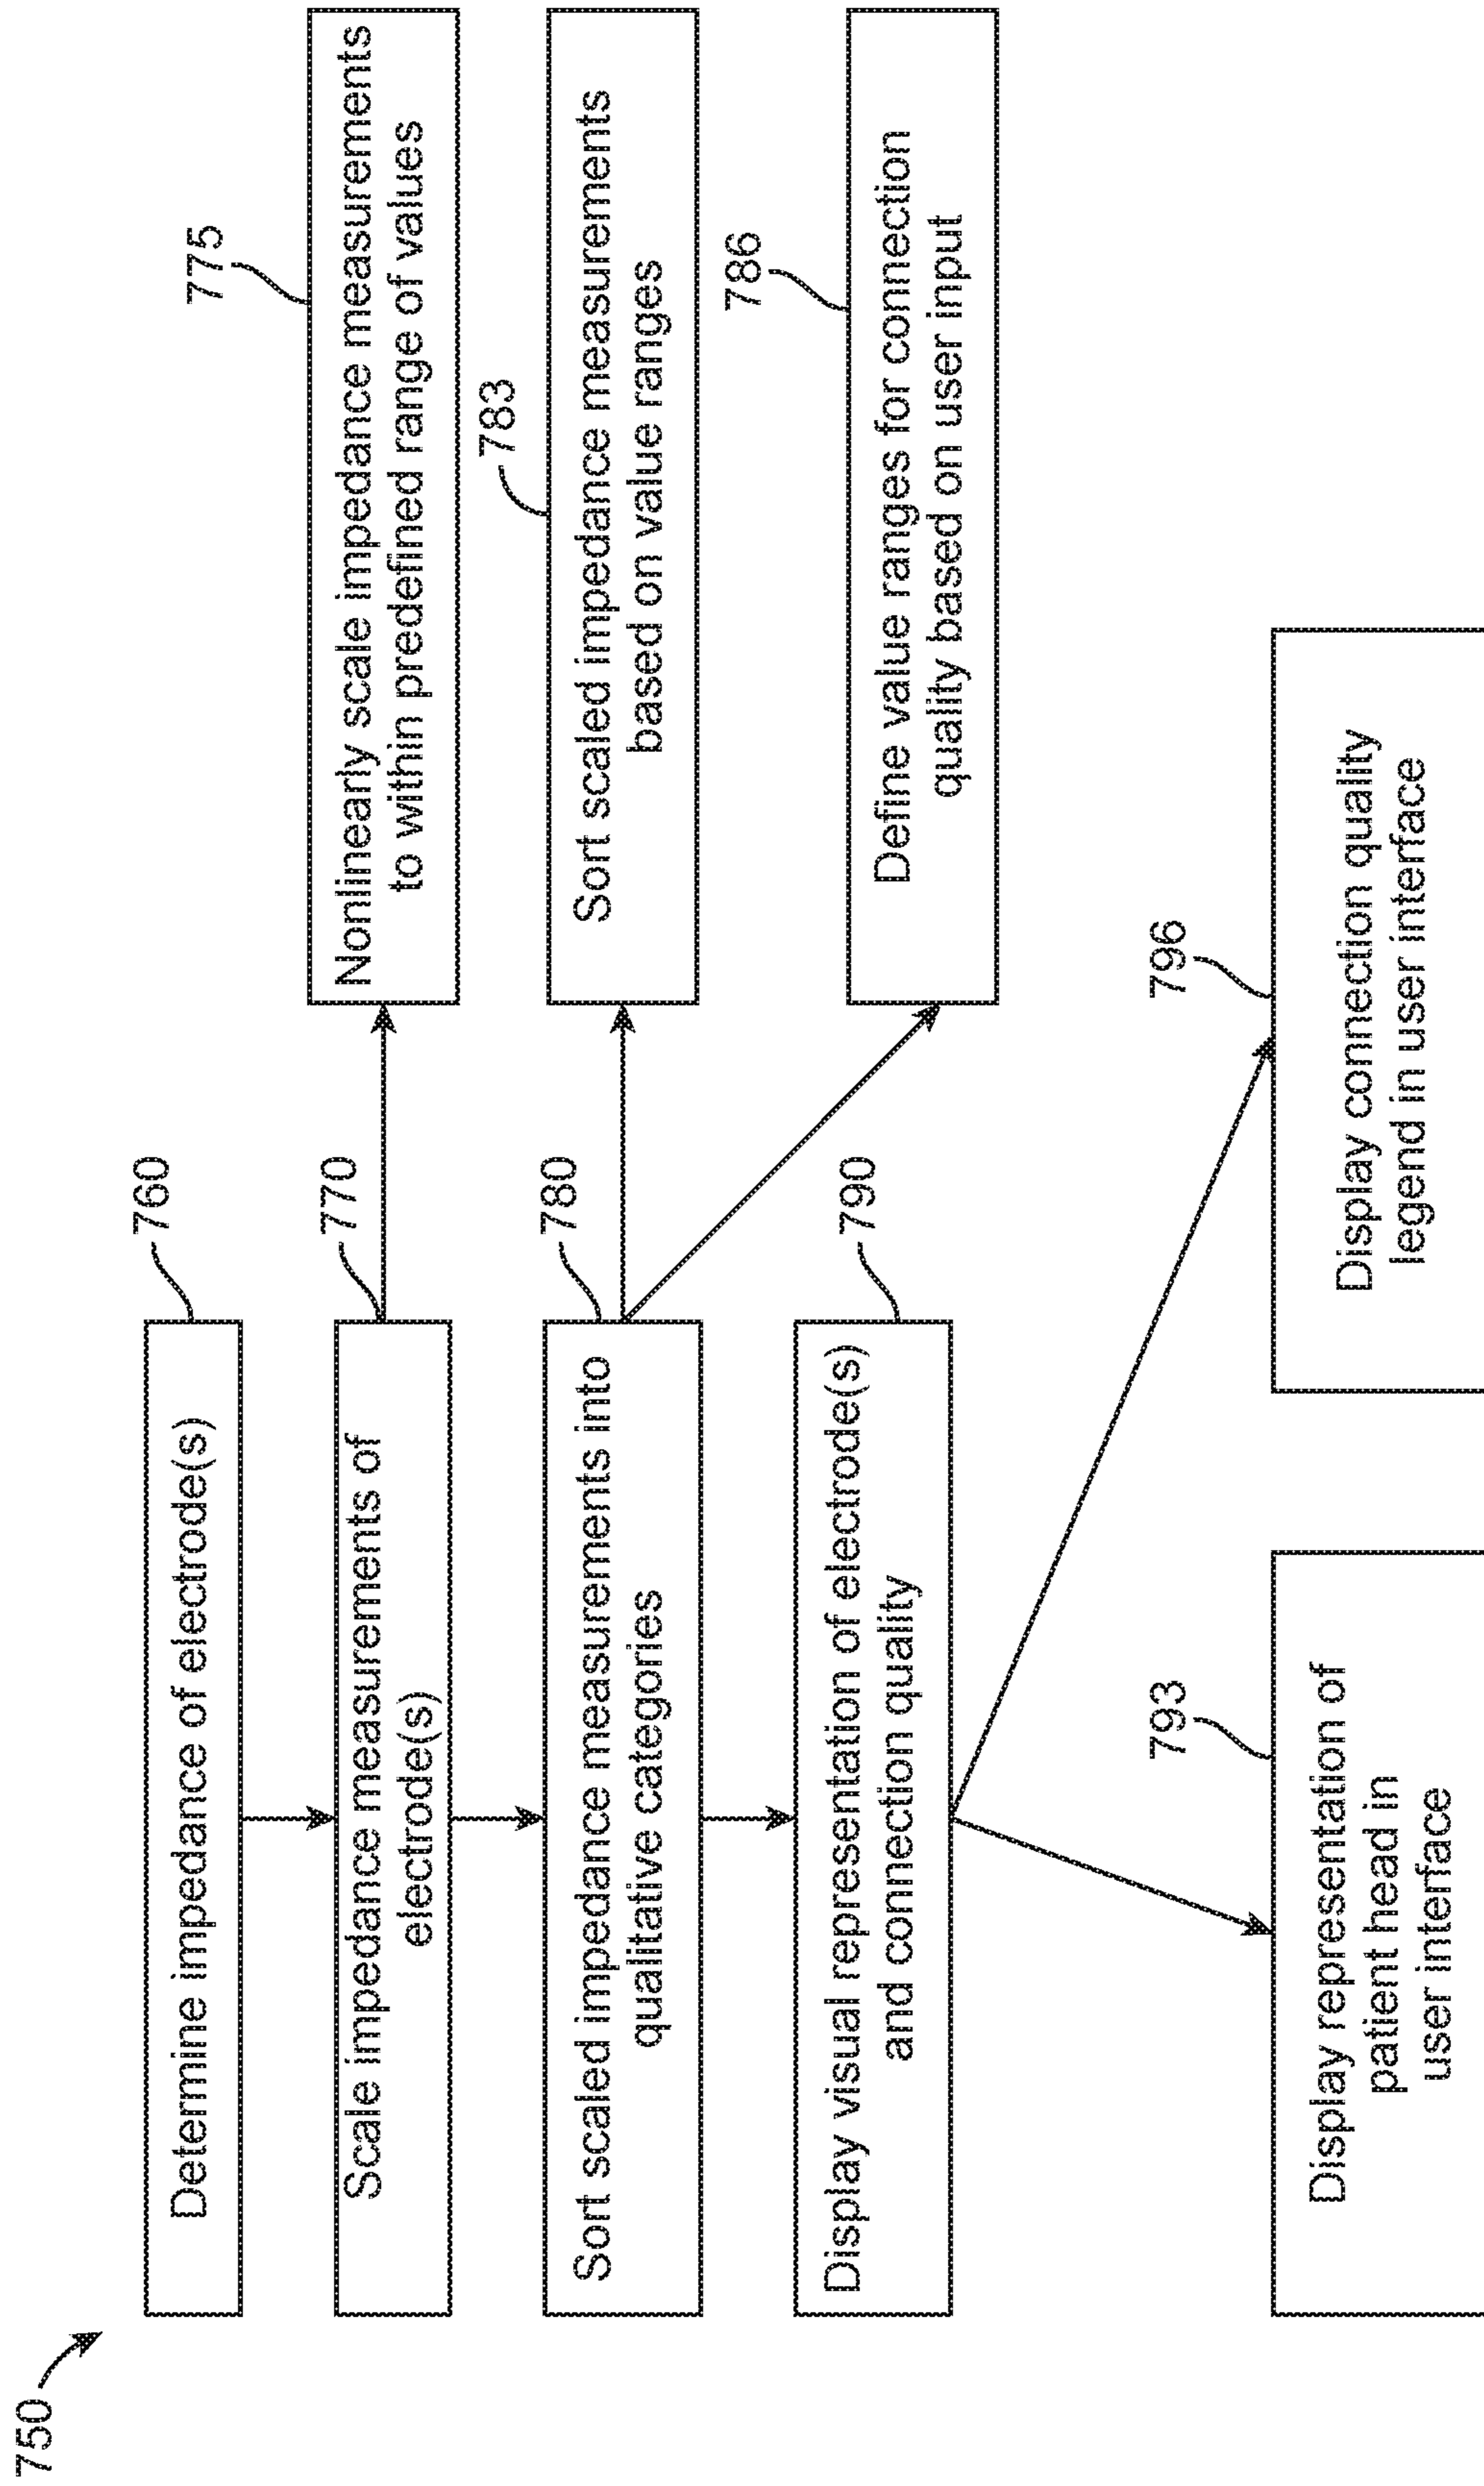 750
760
Determine impedance of electrode(s)
770
Scale impedance measurements of
electrode(s)
775
Nonlinearly scale impedance measurements
to within predefined range of values
780
Sort scaled impedance measurements into
qualitative categories
783
Sort scaled impedance measurements
based on value ranges
786
Define value ranges for connection
quality based on user input
790
Display visual representation of electrode(s)
and connection quality
793
Display representation of
patient head in
user interface
796
Display connection quality
legend in user interface